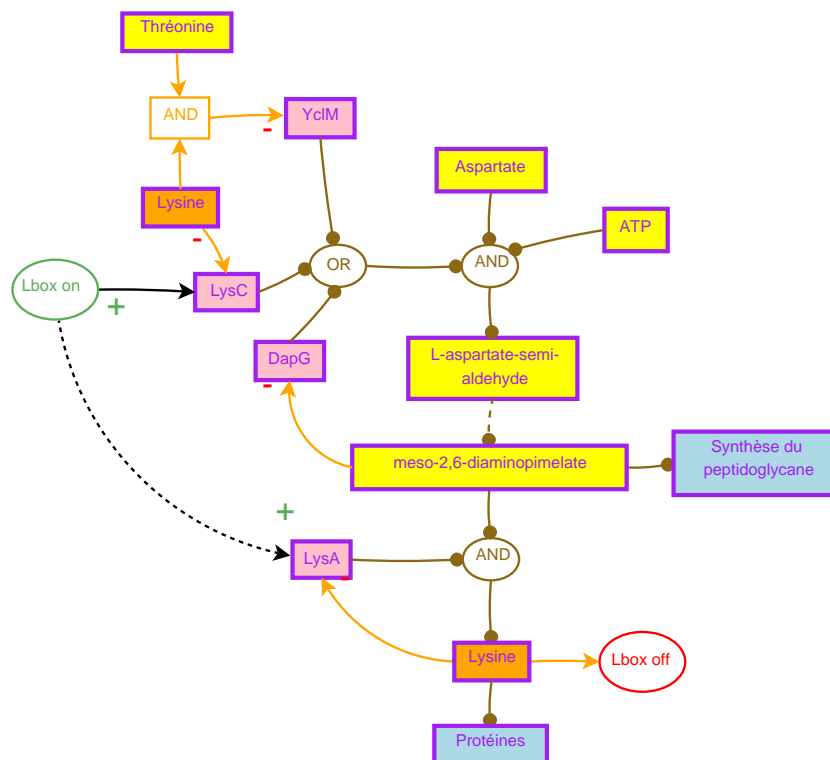 Thréonine
AND
YclM
-
Aspartate
Lysine
ATP
-
OR
AND
Lbox on
LysC
+
DapG
L-aspartate-semi-
aldehyde
-
Synthèse du
peptidoglycane
meso-2,6-diaminopimelate
+
LysA
AND
-
Lysine
Lbox off
Protéines